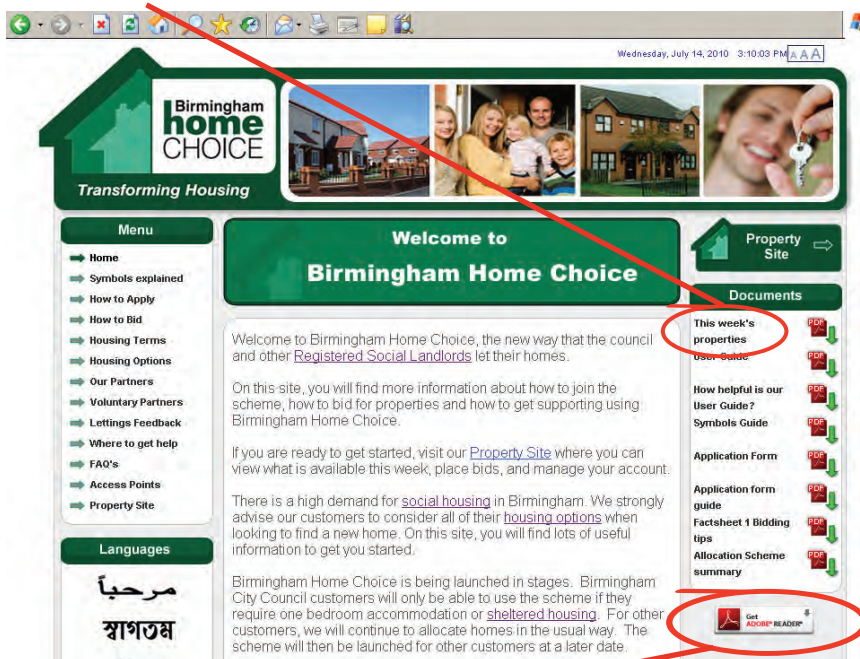 Wednesday, July 14, 2010 3:10:03 PM A A A
Birmingham
home
CHOICE
Transforming Housing
Menu
Home
Symbols explained
How to Apply
How to Bid
Housing Terms
Housing Options
Our Partners
Voluntary Partners
Lettings Feedback
Where to get help
FAQ's
Access Points
Property Site
Languages
مرحباً
স্বাগতম
Welcome to
Birmingham Home Choice
Welcome to Birmingham Home Choice, the new way that the council
and other Registered Social Landlords let their homes.
On this site, you will find more information about how to join the
scheme, how to bid for properties and how to get supporting using
Birmingham Home Choice.
If you are ready to get started, visit our Property Site where you can
view what is available this week, place bids, and manage your account.
There is a high demand for social housing in Birmingham. We strongly
advise our customers to consider all of their housing options when
looking to find a new home. On this site, you will find lots of useful
information to get you started.
Birmingham Home Choice is being launched in stages. Birmingham
City Council customers will only be able to use the scheme if they
require one bedroom accommodation or sheltered housing. For other
customers, we will continue to allocate homes in the usual way. The
scheme will then be launched for other customers at a later date.
Property
Site
Documents
This week's
properties
PDF
User Guide
PDF
How helpful is our
User Guide?
PDF
Symbols Guide
PDF
Application Form
PDF
Application form
guide
PDF
Factsheet 1 Bidding
tips
PDF
Allocation Scheme
summary
PDF
Get
ADOBE® READER®